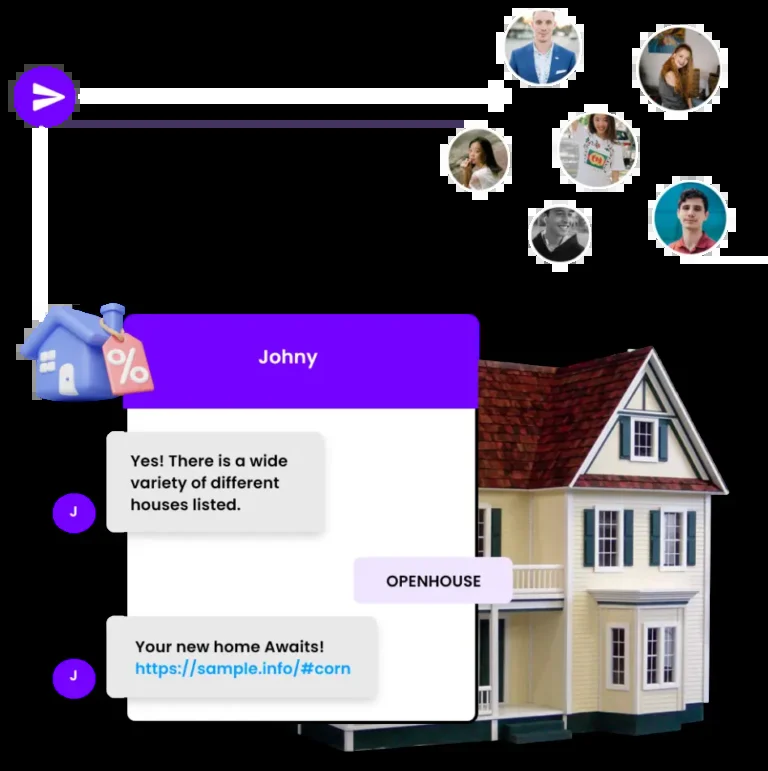 %
Johny
Yes! There is a wide
variety of different
houses listed.
J
OPENHOUSE
Your new home Awaits!
https://sample.info/#corn
J